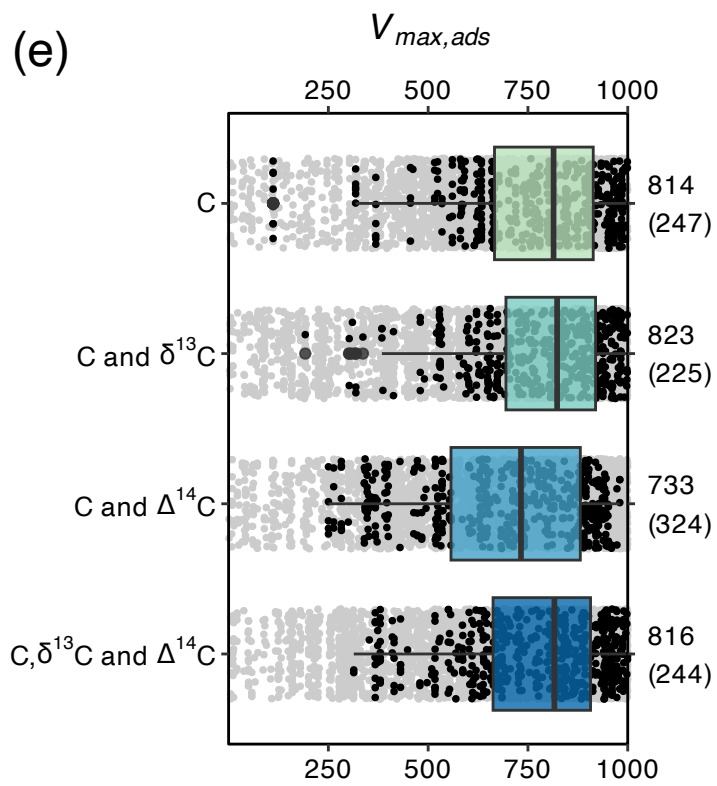 (e)
V max,ads
250 500 750 1000
C
814
(247)
C and δ¹³C
823
(225)
C and Δ¹⁴C
733
(324)
C,δ¹³C and Δ¹⁴C
816
(244)
250 500 750 1000